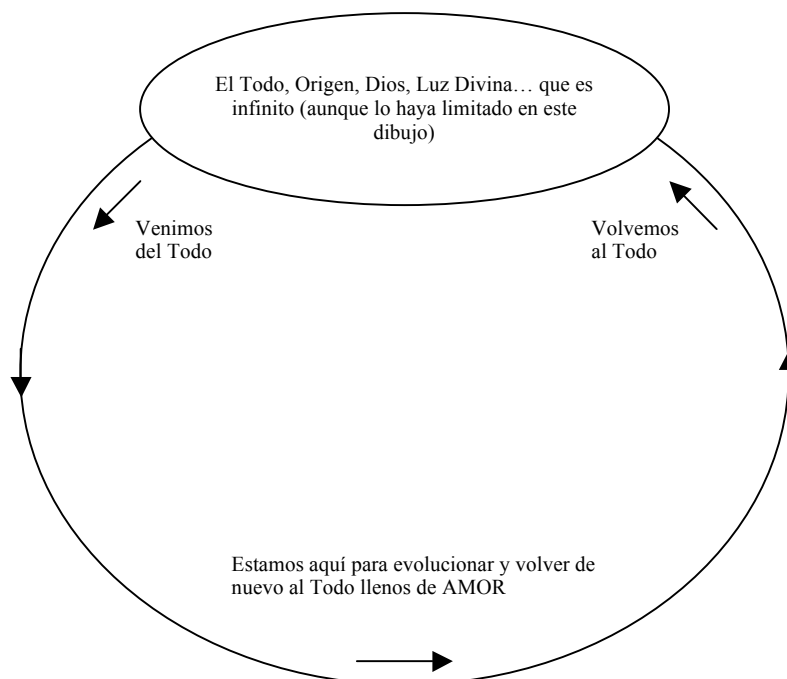 El Todo, Origen, Dios, Luz Divina… que es
infinito (aunque lo haya limitado en este
dibujo)
Venimos
del Todo
Volvemos
al Todo
Estamos aquí para evolucionar y volver de
nuevo al Todo llenos de AMOR